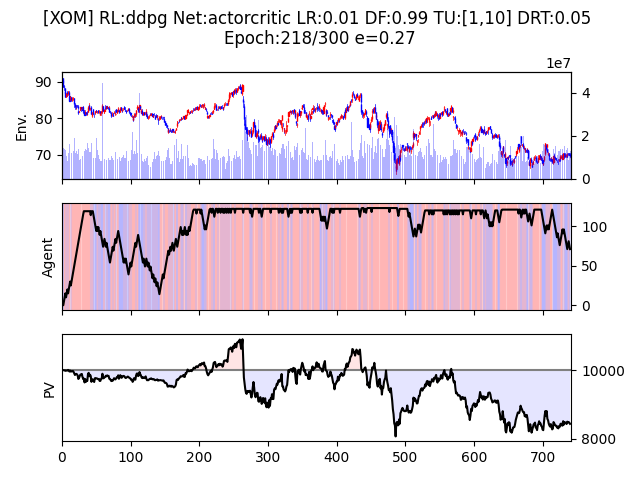 [XOM] RL:ddpg Net:actorcritic LR:0.01 DF:0.99 TU:[1,10] DRT:0.05
Epoch:218/300 e=0.27
1e7
90
80
70
Env.
4
2
0
Agent
100
50
0
PV
10000
8000
0 100 200 300 400 500 600 700